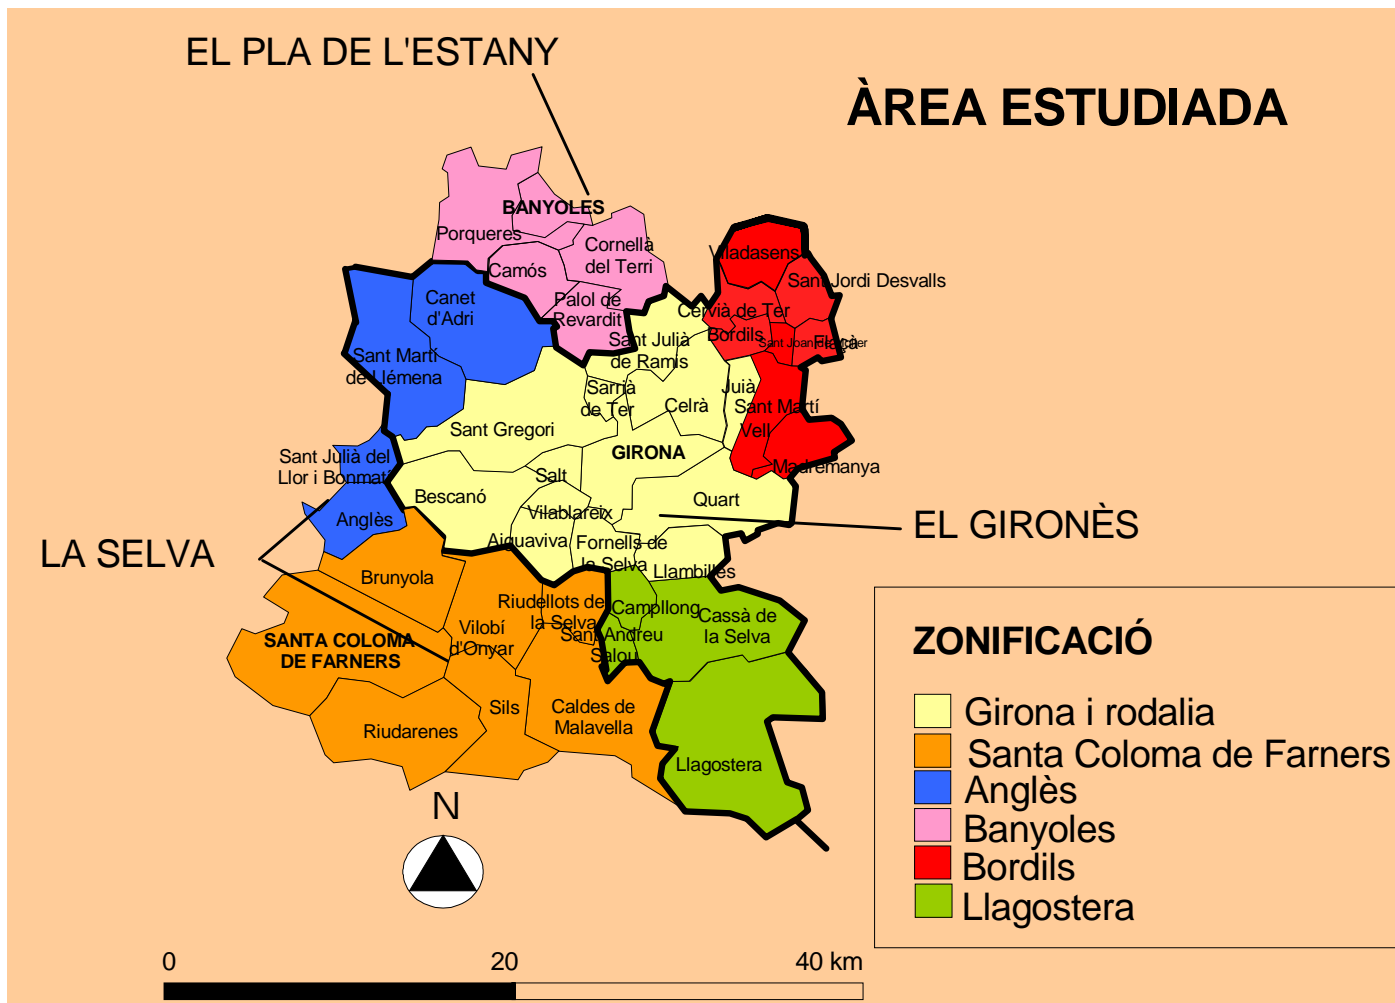 EL PLA DE L'ESTANY
ÀREA ESTUDIADA
BANYOLES
Porqueres
Cornellà
del Terri
Camós
Palol de
Revardit
Viladasens
Sant Jordi Desvalls
Canet
d'Adri
Cervià de Ter
Bordils
Flaçà
Sant Julià
de Ramis
Sant Martí
de Llémena
Sarrià
de Ter
Celrà
Juià
Sant Martí
Vell
Sant Gregori
GIRONA
Madremanya
Sant Julià del
Llor i Bonmatí
Salt
Bescanó
Quart
Anglès
Vilablareix
Aiguaviva
EL GIRONÈS
LA SELVA
Fornells de
la Selva
Llambilles
Brunyola
Riudellots de
la Selva
Campllong
Cassà de
la Selva
SANTA COLOMA
DE FARNERS
Vilobí
d'Onyar
Sant Andreu
Salou
Sils
Caldes de
Malavella
Riudarenes
Llagostera
ZONIFICACIÓ
Girona i rodalia
Santa Coloma de Farners
Anglès
Banyoles
Bordils
Llagostera
N
0 20 40 km